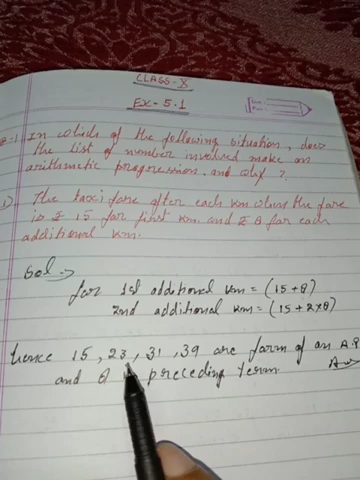 CLASS-X
EX-5.1
Q-1 In which of the following situation, does
the list of number involved make an
arithmetic progression, and why?
i) The taxi fare after each km when the fare
is ₹ 15 for first km and ₹ 8 for each
additional km.
Sol →
for 1st additional km = (15+8)
2nd additional km = (15+2×8)
hence 15, 23, 31, 39 are form of an A.P
and 8 preceding term. Ans